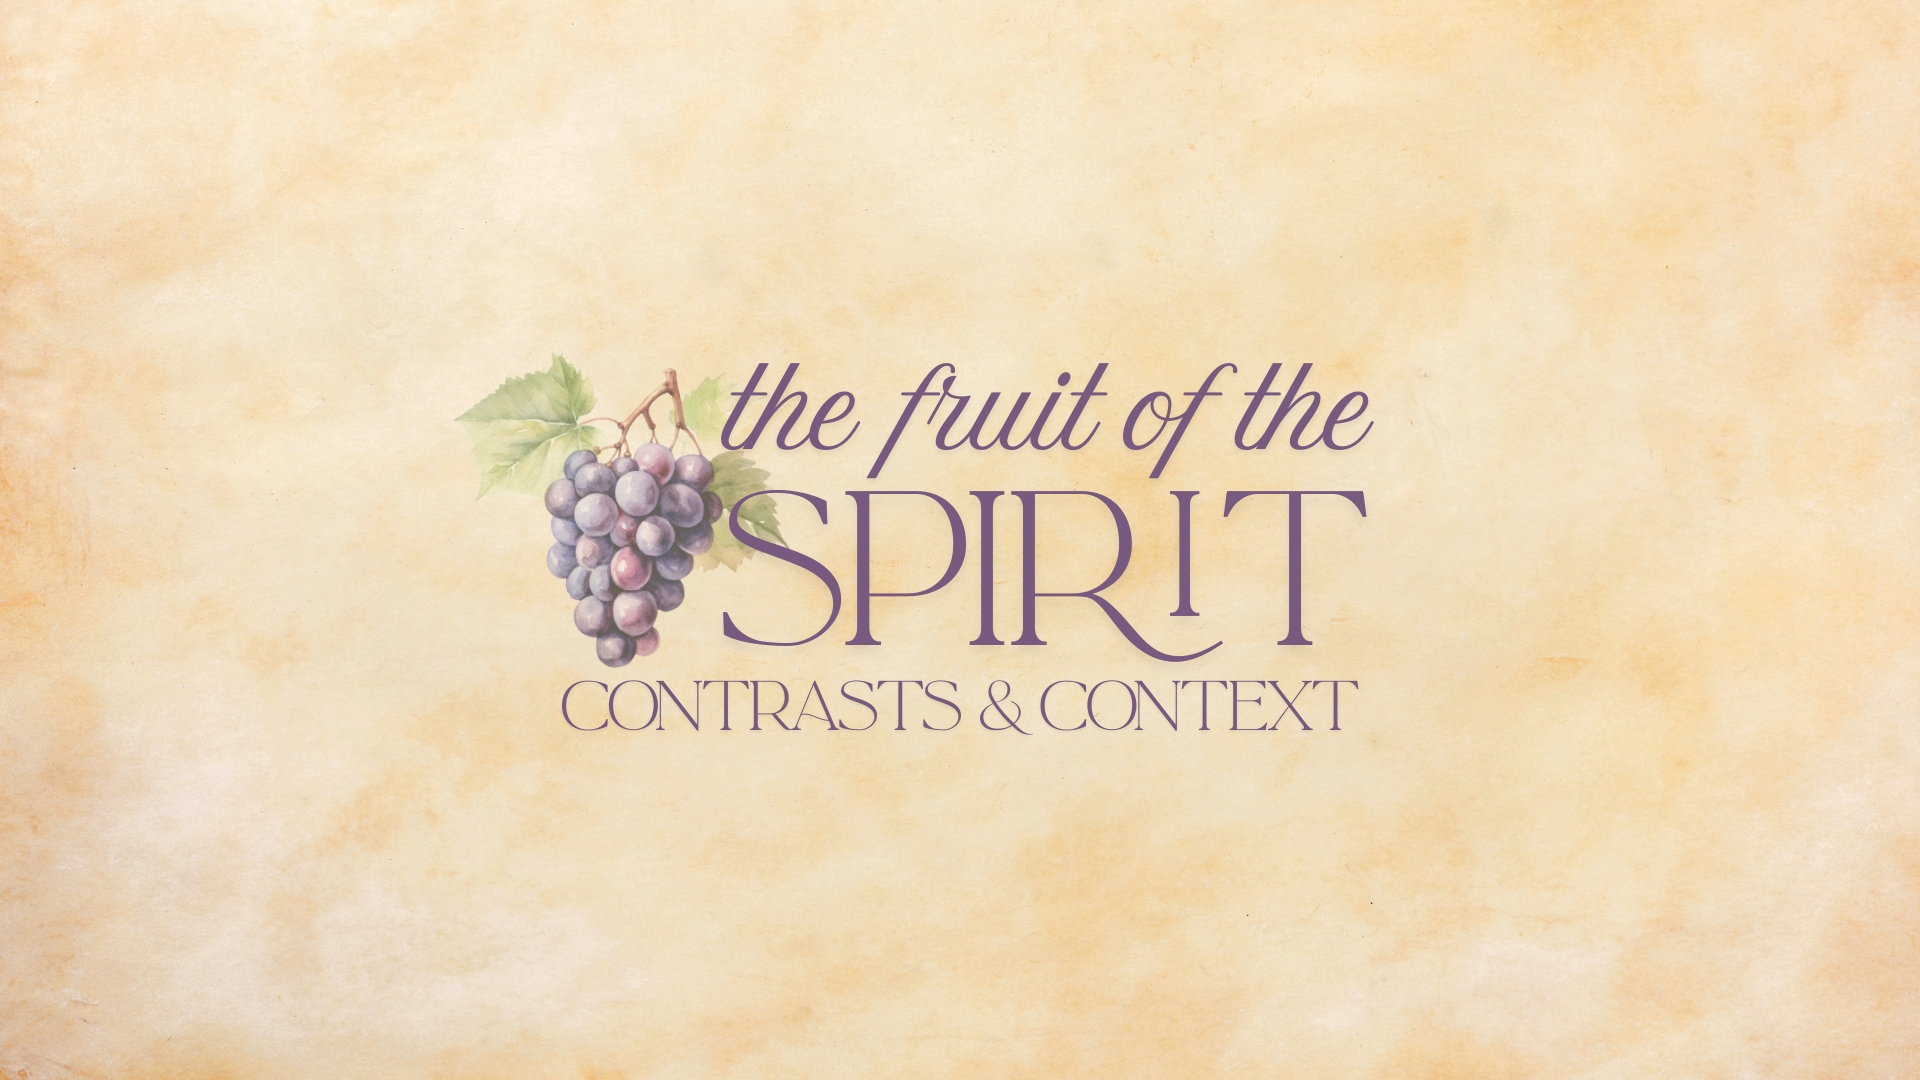 the fruit of the
SPIRIT
CONTRASTS & CONTEXT